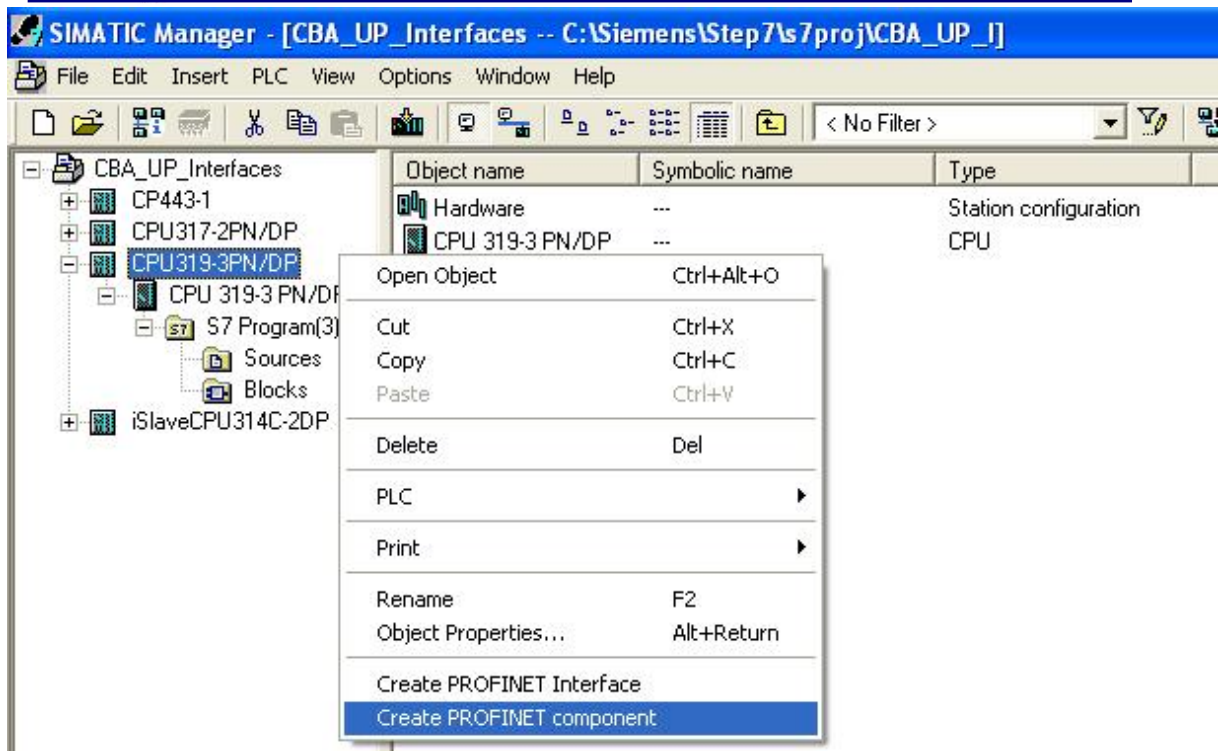 SIMATIC Manager - [CBA_UP_Interfaces -- C:\Siemens\Step7\s7proj\CBA_UP_I]
File Edit Insert PLC View Options Window Help
< No Filter >
CBA_UP_Interfaces
CP443-1
CPU317-2PN/DP
CPU319-3PN/DP
CPU 319-3 PN/DP
S7 Program(3)
Sources
Blocks
iSlaveCPU314C-2DP
Object name Symbolic name Type
Hardware --- Station configuration
CPU 319-3 PN/DP --- CPU
Open Object Ctrl+Alt+O
Cut Ctrl+X
Copy Ctrl+C
Paste Ctrl+V
Delete Del
PLC
Print
Rename F2
Object Properties... Alt+Return
Create PROFINET Interface
Create PROFINET component